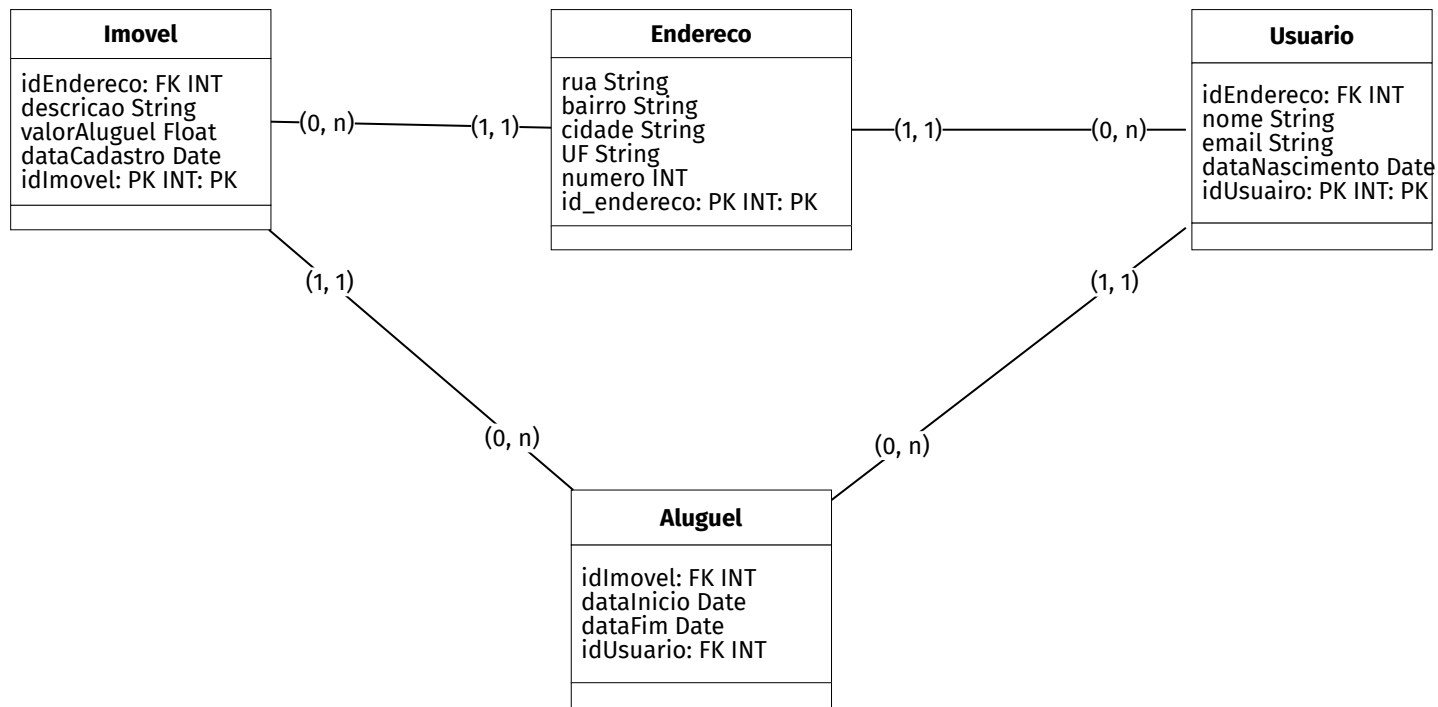 Imovel
idEndereco: FK INT
descricao String
valorAluguel Float
dataCadastro Date
idImovel: PK INT: PK
(0, n)
(1, 1)
Endereco
rua String
bairro String
cidade String
UF String
numero INT
id_endereco: PK INT: PK
(1, 1)
(0, n)
Usuario
idEndereco: FK INT
nome String
email String
dataNascimento Date
idUsuairo: PK INT: PK
(1, 1)
(1, 1)
(0, n)
(0, n)
Aluguel
idImovel: FK INT
dataInicio Date
dataFim Date
idUsuario: FK INT